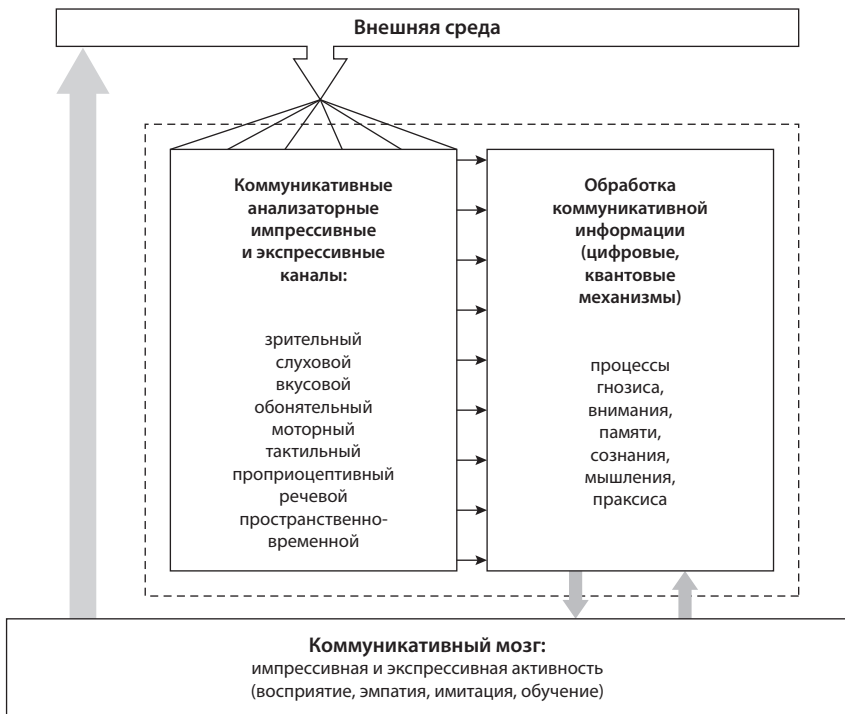 Внешняя среда
Коммуникативные
анализаторные
импрессивные
и экспрессивные
каналы:
зрительный
слуховой
вкусовой
обонятельный
моторный
тактильный
проприоцептивный
речевой
пространственно-
временной
Обработка
коммуникативной
информации
(цифровые,
квантовые
механизмы)
процессы
гнозиса,
внимания,
памяти,
сознания,
мышления,
праксиса
Коммуникативный мозг:
импрессивная и экспрессивная активность
(восприятие, эмпатия, имитация, обучение)